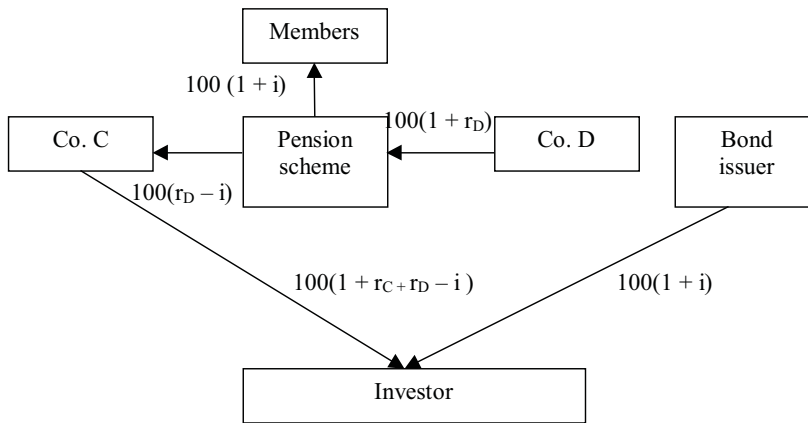 Members
100 (1 + i)
Co. C
Pension
scheme
100(1 + rD)
Co. D
Bond
issuer
100(rD – i)
100(1 + rC + rD – i )
100(1 + i)
Investor